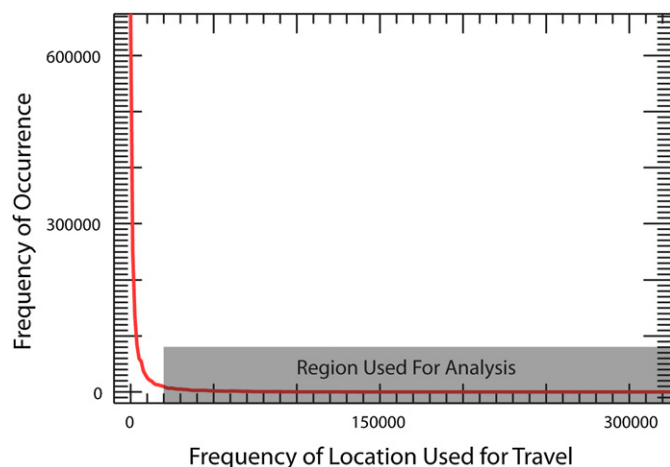 600000
Frequency of Occurrence
300000
Region Used For Analysis
0
0 150000 300000
Frequency of Location Used for Travel